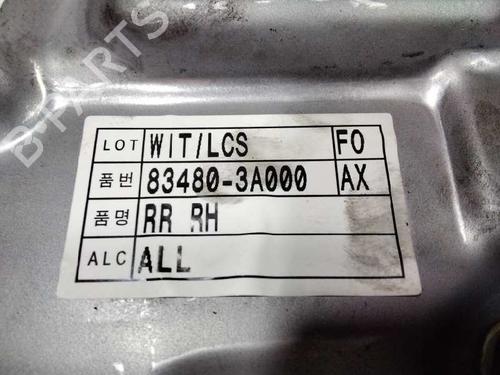 B-PARTS
LOT WIT/LCS FO
품번 83480-3A000 AX
품명 RR RH
ALC ALL